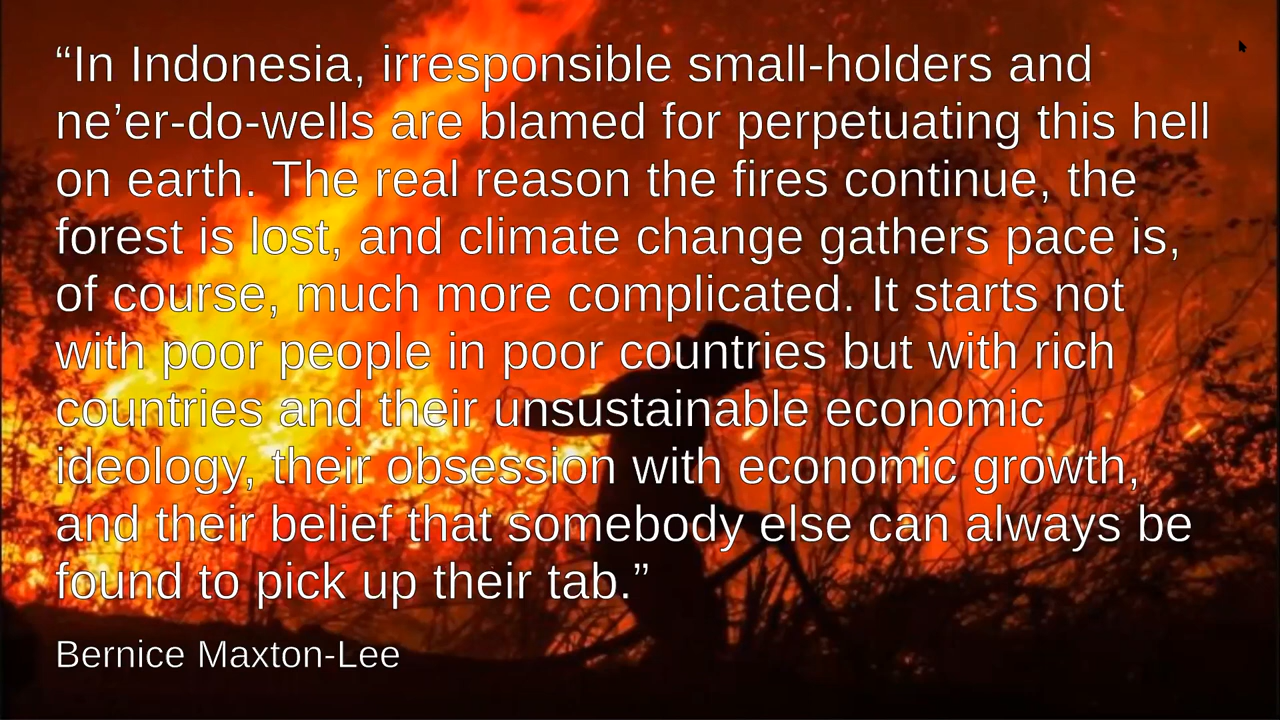 “In Indonesia, irresponsible small-holders and
ne’er-do-wells are blamed for perpetuating this hell
on earth. The real reason the fires continue, the
forest is lost, and climate change gathers pace is,
of course, much more complicated. It starts not
with poor people in poor countries but with rich
countries and their unsustainable economic
ideology, their obsession with economic growth,
and their belief that somebody else can always be
found to pick up their tab.”
Bernice Maxton-Lee